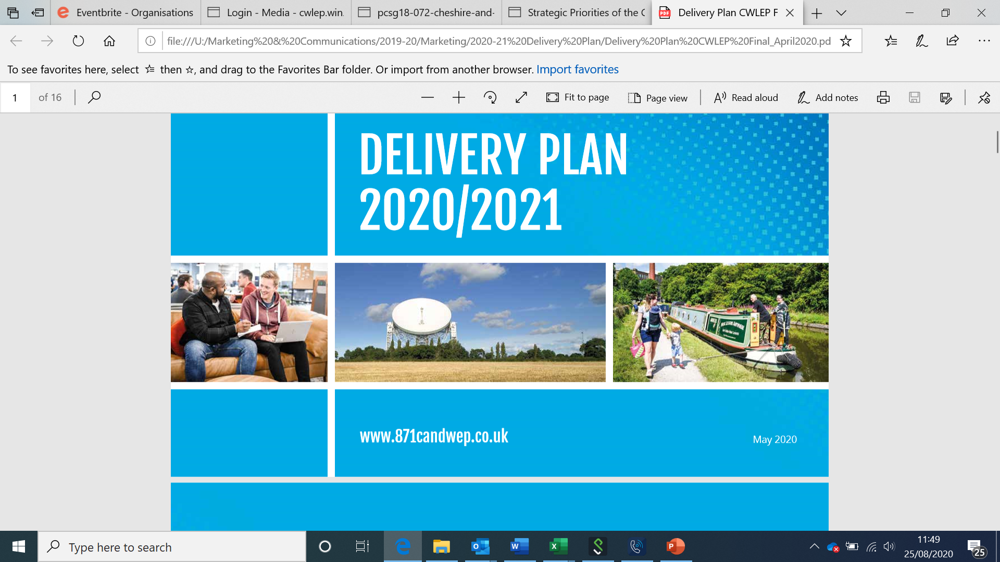 Eventbrite - Organisations
Login - Media - cwlep.win
pcsg18-072-cheshire-and-
Strategic Priorities of the C
Delivery Plan CWLEP F
file:///U:/Marketing%20&%20Communications/2019-20/Marketing/2020-21%20Delivery%20Plan/Delivery%20Plan%20CWLEP%20Final_April2020.pd
To see favorites here, select then , and drag to the Favorites Bar folder. Or import from another browser. Import favorites
1 of 16
Fit to page
Page view
Read aloud
Add notes
DELIVERY PLAN
2020/2021
www.871candwep.co.uk
May 2020
Type here to search
11:49
25/08/2020
25